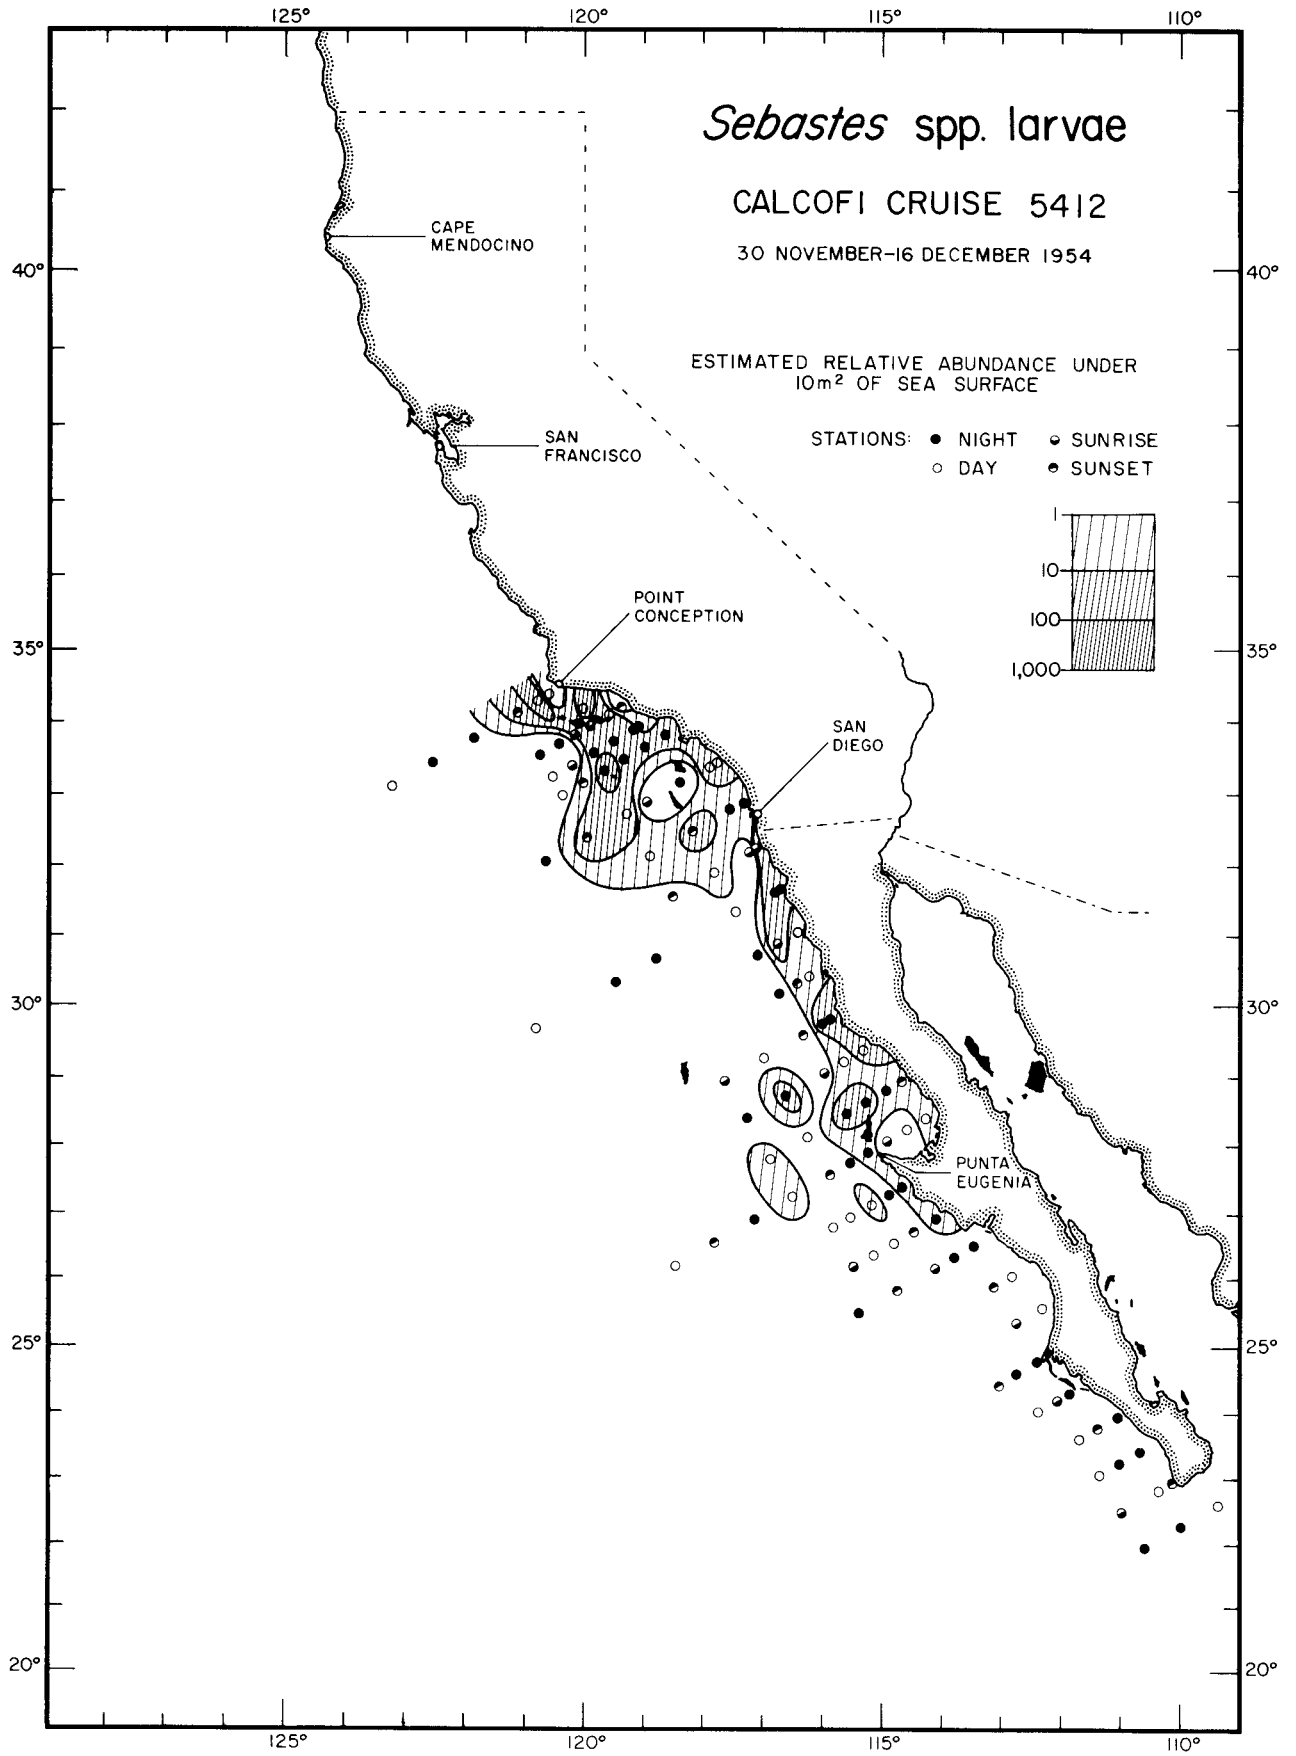 125° 120° 115° 110°
Sebastes spp. larvae
CALCOFI CRUISE 5412
30 NOVEMBER-16 DECEMBER 1954
CAPE
MENDOCINO
40° 40°
ESTIMATED RELATIVE ABUNDANCE UNDER
10m² OF SEA SURFACE
STATIONS: ● NIGHT ◒ SUNRISE
○ DAY ◓ SUNSET
SAN
FRANCISCO
1
10
100
1,000
POINT
CONCEPTION
35° 35°
SAN
DIEGO
30° 30°
PUNTA
EUGENIA
25° 25°
20° 20°
125° 120° 115° 110°